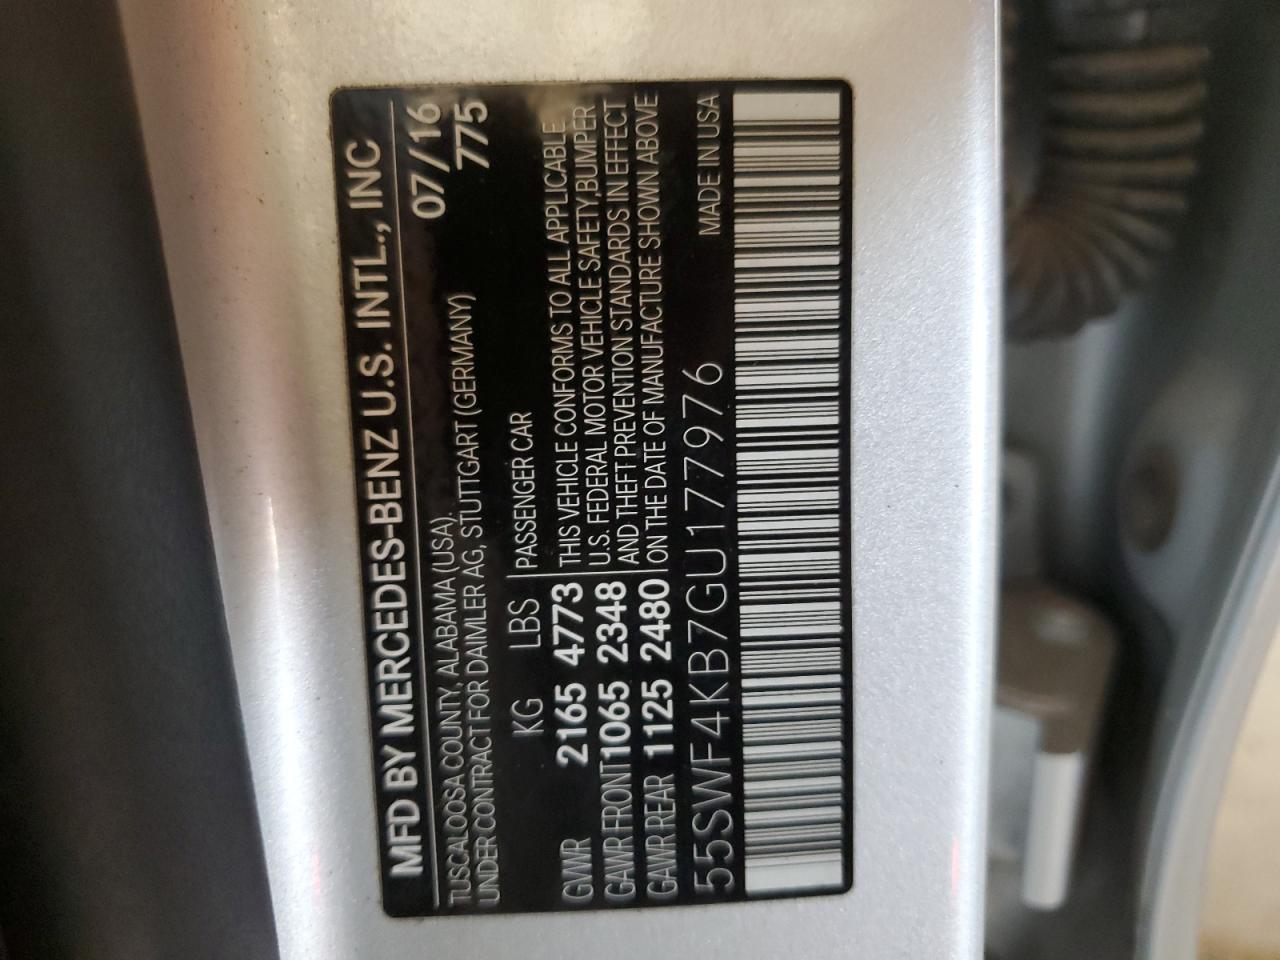 MFD BY MERCEDES-BENZ U.S. INTL., INC
TUSCALOOSA COUNTY, ALABAMA (USA). 07/16
UNDER CONTRACT FOR DAIMLER AG, STUTTGART (GERMANY) 775
KG LBS PASSENGER CAR
GVWR 2165 4773 THIS VEHICLE CONFORMS TO ALL APPLICABLE
GAWR FRONT 1065 2348 U.S. FEDERAL MOTOR VEHICLE SAFETY,BUMPER
AND THEFT PREVENTION STANDARDS IN EFFECT
GAWR REAR 1125 2480 ON THE DATE OF MANUFACTURE SHOWN ABOVE
55SWF4KB7GU177976 MADE IN USA